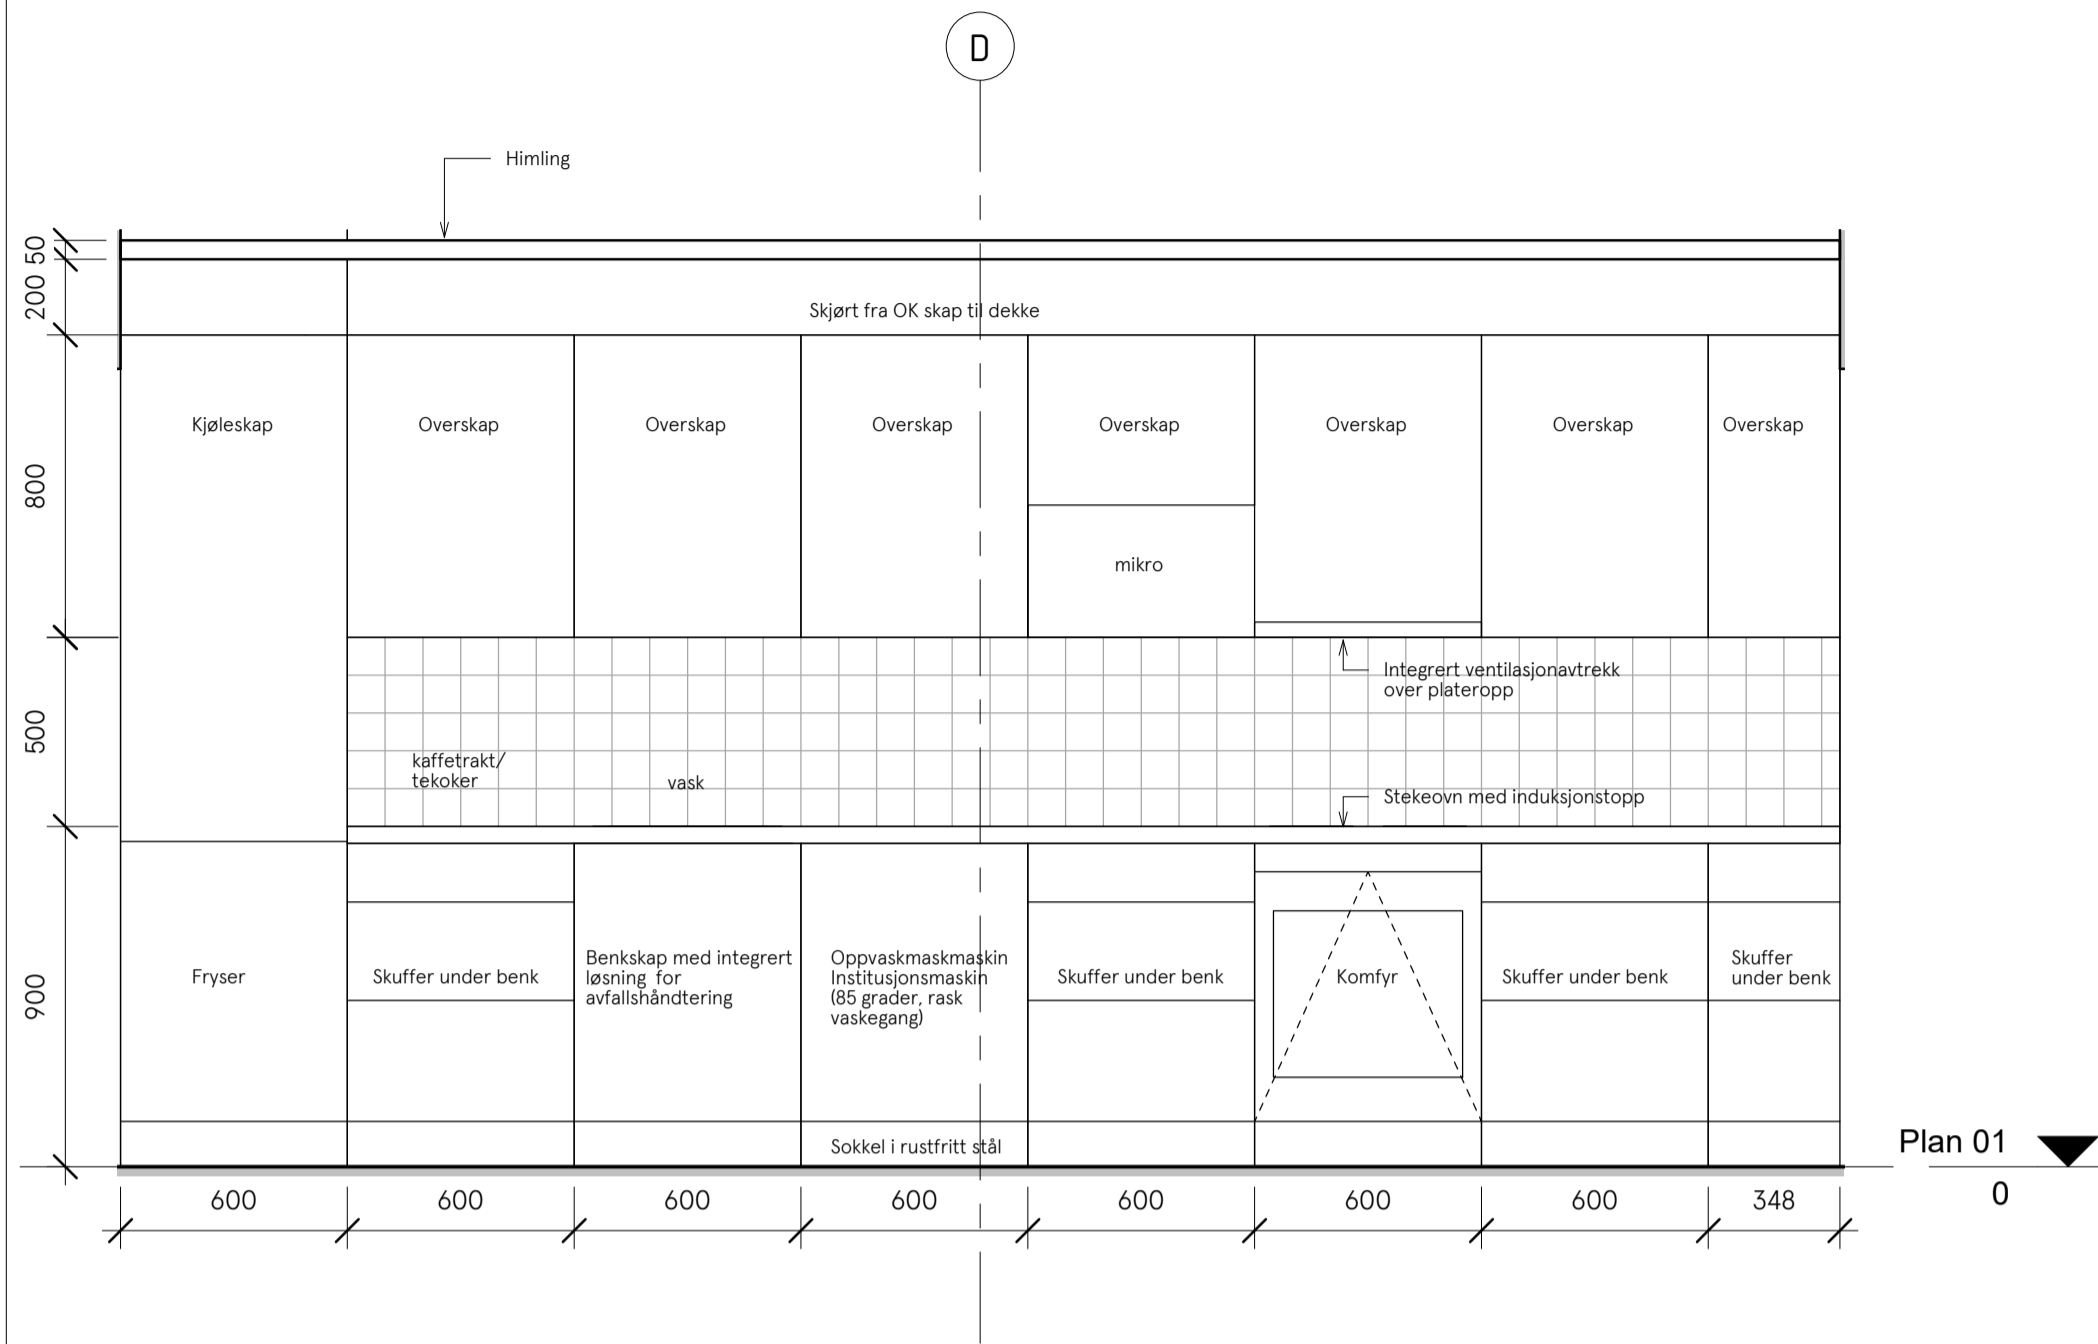 D
Himling
50
200
Skjørt fra OK skap til dekke
800
Kjøleskap
Overskap
Overskap
Overskap
Overskap
Overskap
Overskap
Overskap
mikro
Integrert ventilasjonavtrekk
over plateropp
500
kaffetrakt/
tekoker
vask
Stekeovn med induksjonstopp
900
Fryser
Skuffer under benk
Benkskap med integrert
løsning for
avfallshåndtering
Oppvaskmaskmaskin
Institusjonsmaskin
(85 grader, rask
vaskegang)
Skuffer under benk
Komfyr
Skuffer under benk
Skuffer
under benk
Sokkel i rustfritt stål
Plan 01
0
600
600
600
600
600
600
600
348